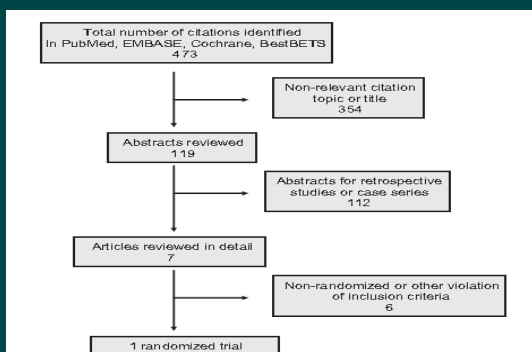 Total number of citations identified
In PubMed, EMBASE, Cochrane, BestBETS
473
Non-relevant citation
topic or title
354
Abstracts reviewed
119
Abstracts for retrospective
studies or case series
112
Articles reviewed in detail
7
Non-randomized or other violation
of inclusion criteria
6
1 randomized trial